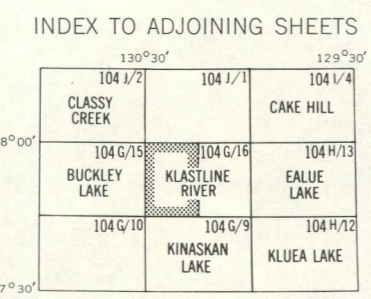 INDEX TO ADJOINING SHEETS
130°30′ 129°30′
104 J/2 104 J/1 104 I/4
CLASSY
CREEK
CAKE HILL
8°00′
104 G/15 104 G/16 104 H/13
BUCKLEY
LAKE
KLASTLINE
RIVER
EALUE
LAKE
104 G/10 104 G/9 104 H/12
KINASKAN
LAKE
KLUEA LAKE
7°30′